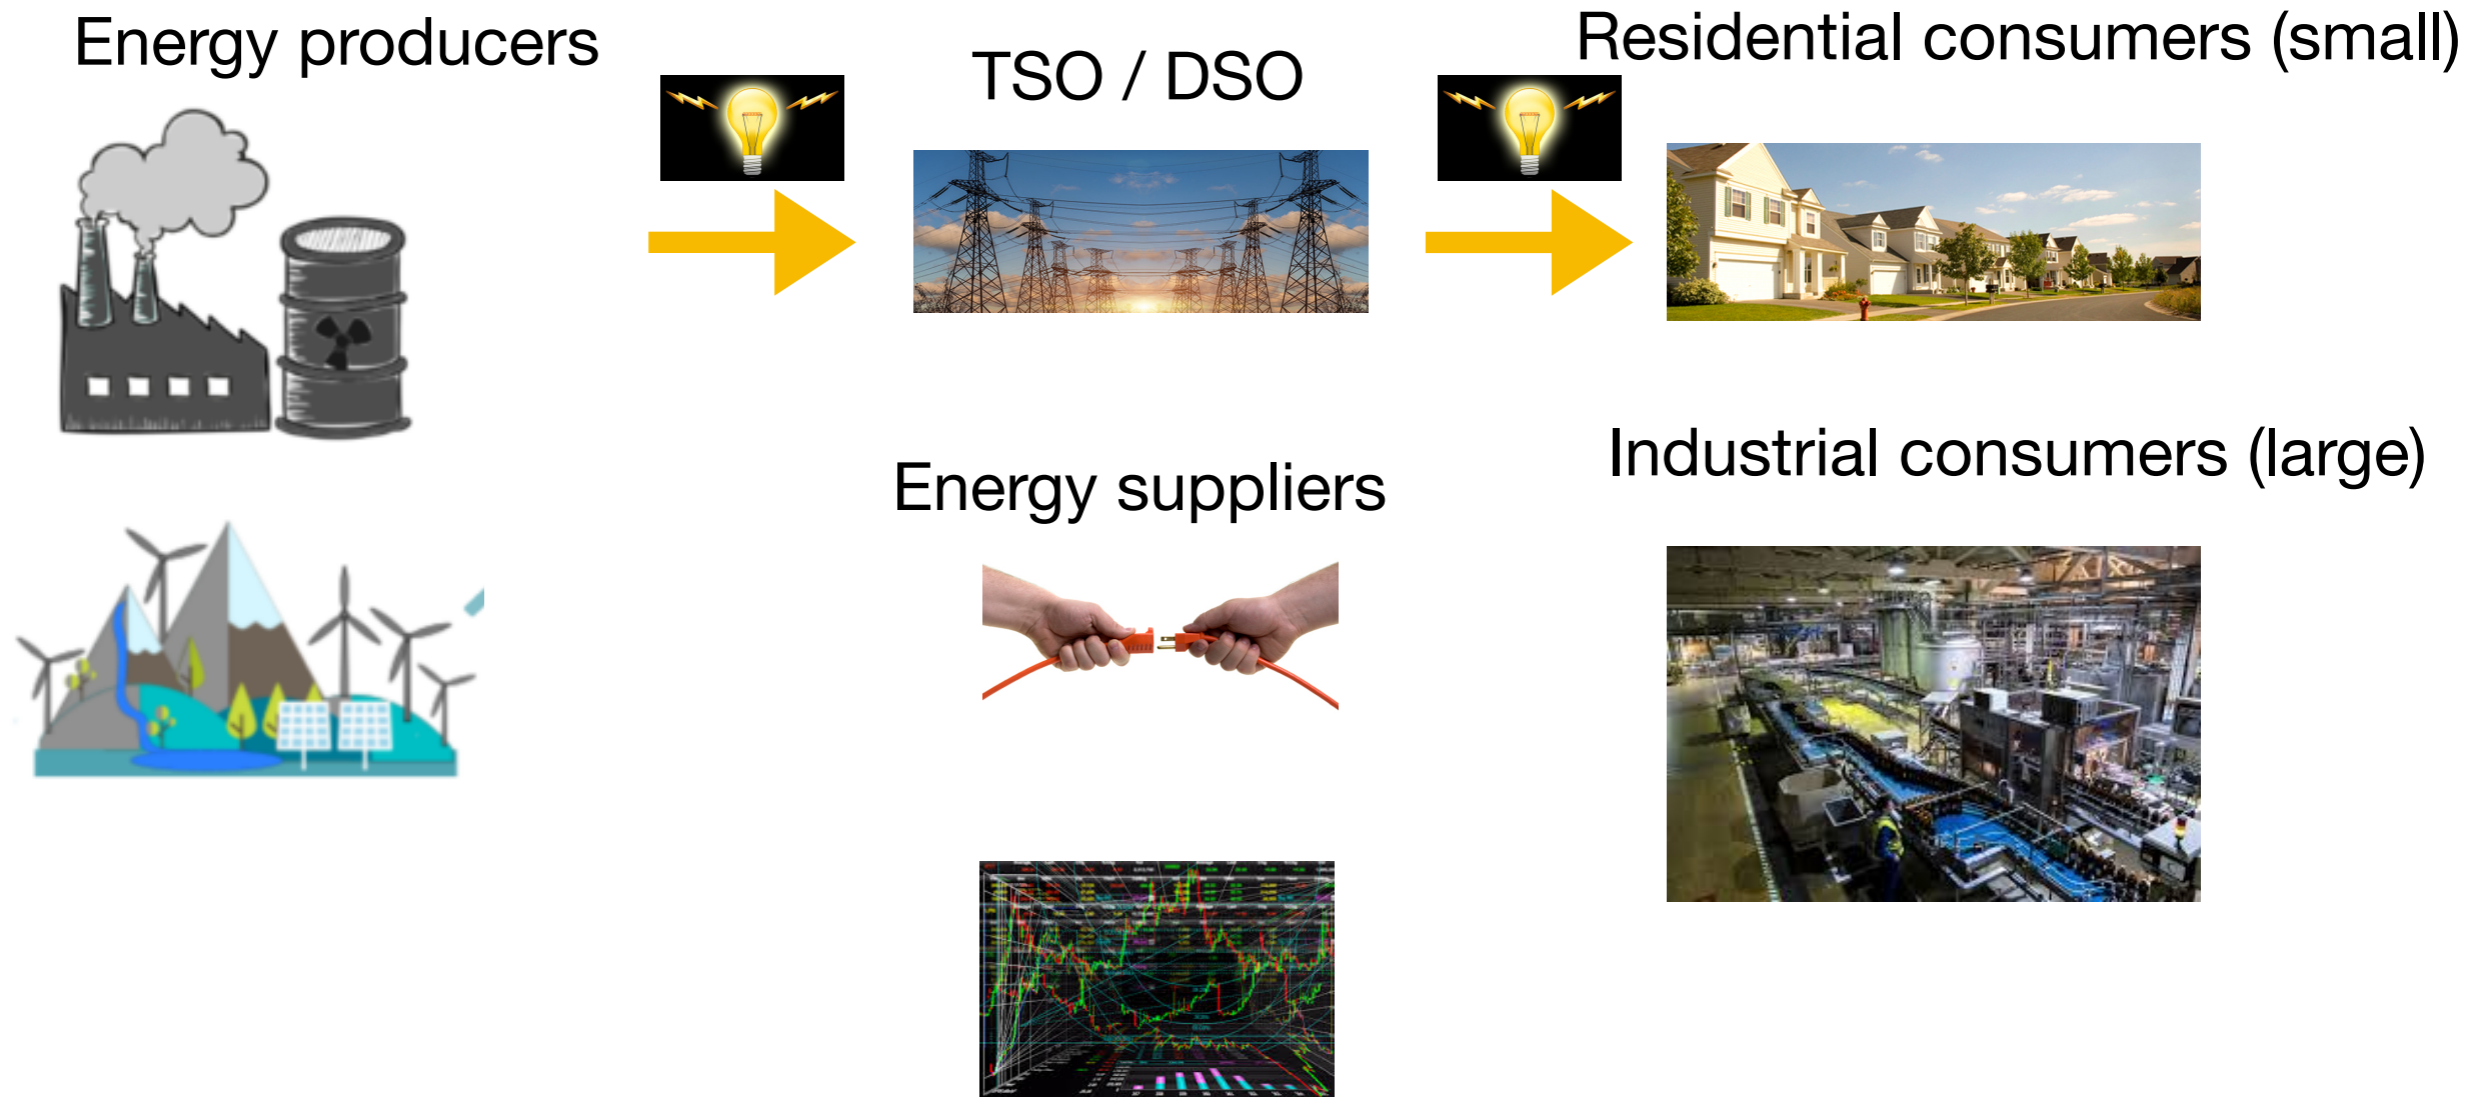 Energy producers
TSO / DSO
Residential consumers (small)
Energy suppliers
Industrial consumers (large)